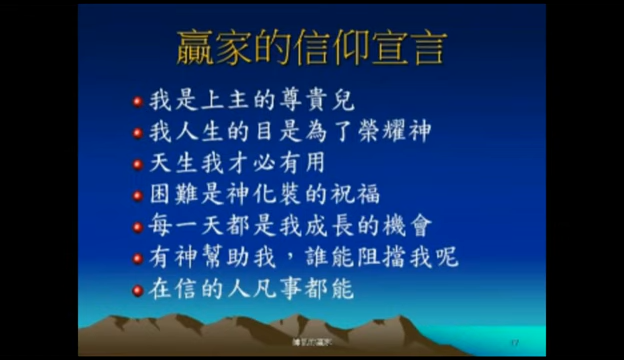 贏家的信仰宣言
我是上主的尊貴兒
我人生的目是為了榮耀神
天生我才必有用
困難是神化裝的祝福
每一天都是我成長的機會
有神幫助我，誰能阻擋我呢
在信的人凡事都能
的贏家
17